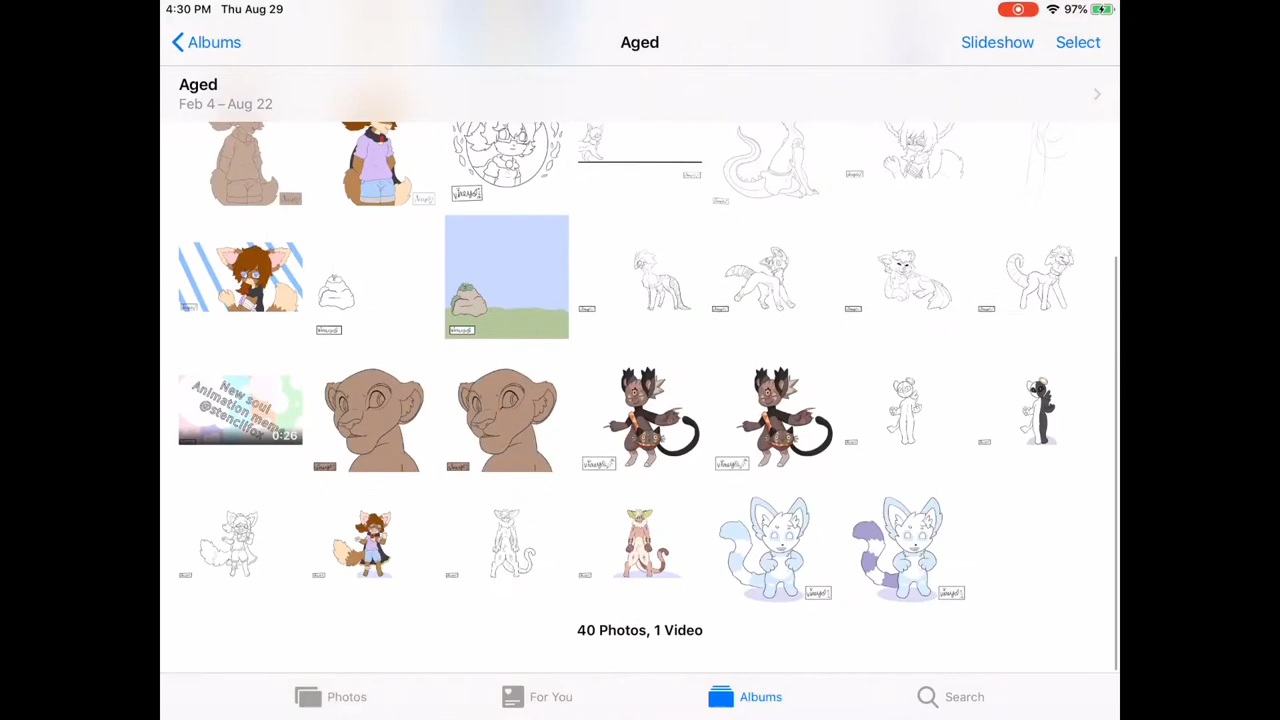 4:30 PM Thu Aug 29
97%
Albums
Aged
Slideshow
Select
Aged
Feb 4 – Aug 22
New soul
Animation meme
@stencilfox
0:26
40 Photos, 1 Video
Photos
For You
Albums
Search